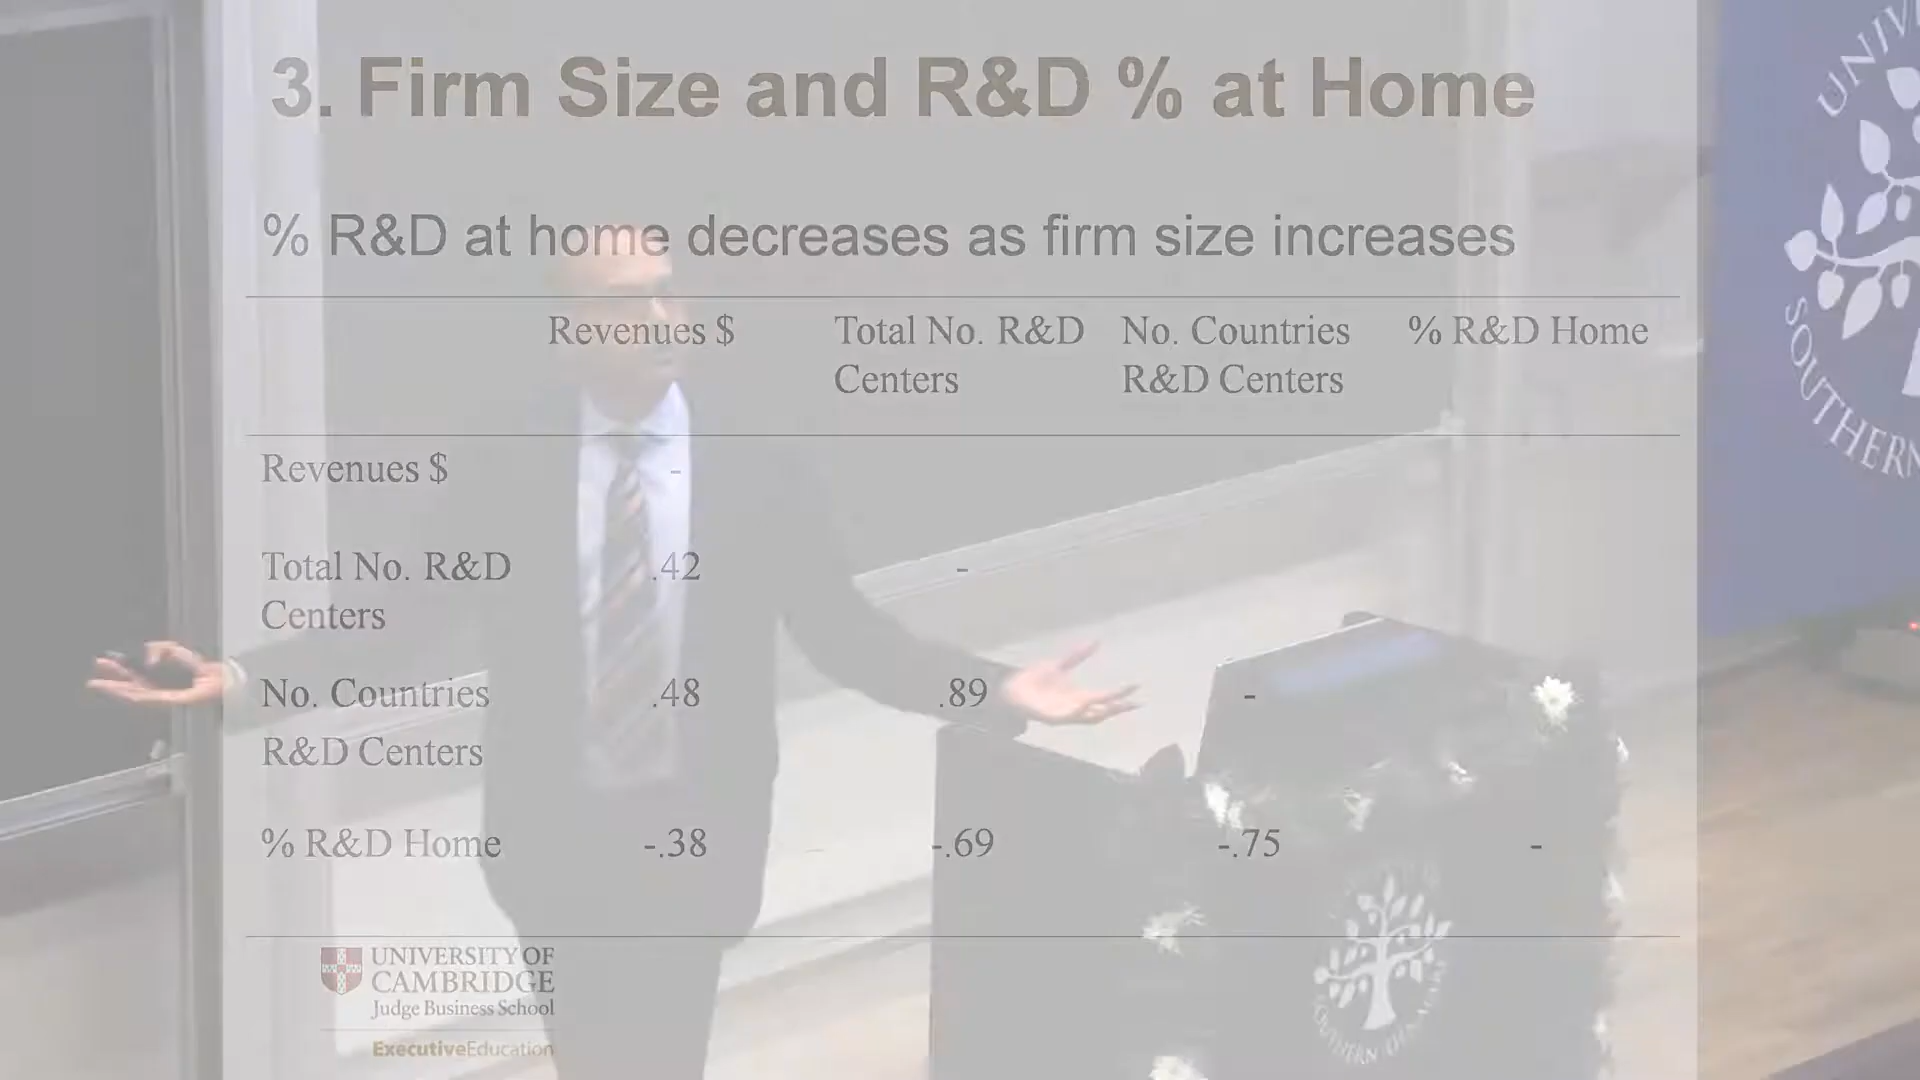 3. Firm Size and R&D % at Home
% R&D at home decreases as firm size increases
Revenues $ Total No. R&D Centers No. Countries R&D Centers % R&D Home
Revenues $ -
Total No. R&D Centers .42 -
No. Countries R&D Centers .48 .89 -
% R&D Home -.38 -.69 -.75 -
UNIVERSITY OF
CAMBRIDGE
Judge Business School
ExecutiveEducation
SOUTHERN
SOUTHERN